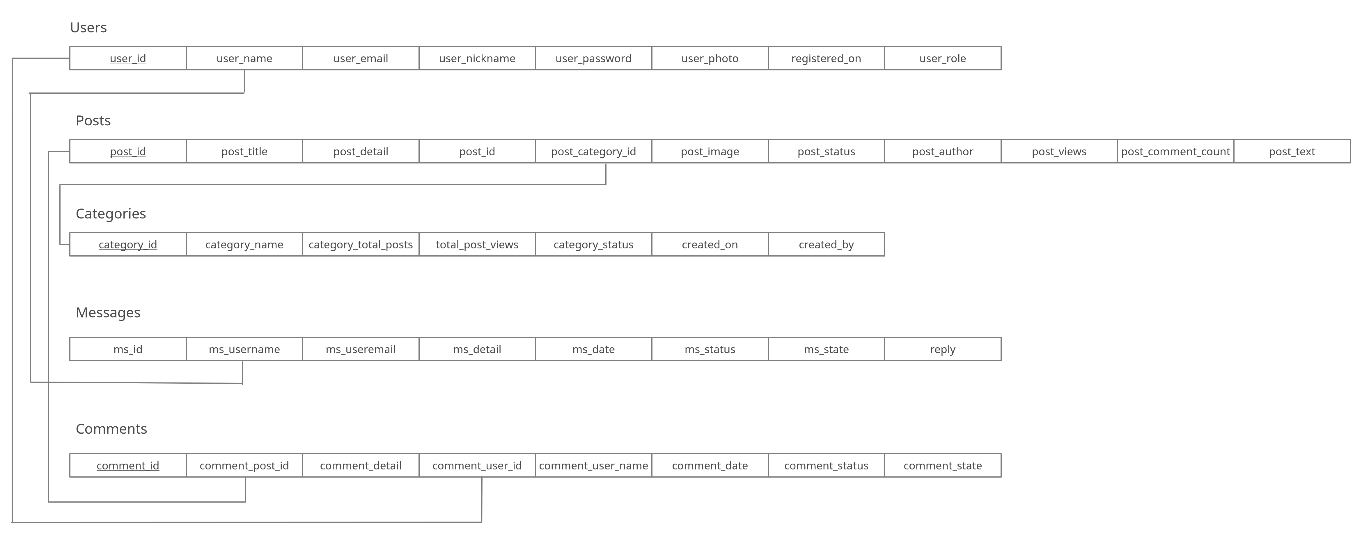 Users
user_id user_name user_email user_nickname user_password user_photo registered_on user_role
Posts
post_id post_title post_detail post_id post_category_id post_image post_status post_author post_views post_comment_count post_text
Categories
category_id category_name category_total_posts total_post_views category_status created_on created_by
Messages
ms_id ms_username ms_useremail ms_detail ms_date ms_status ms_state reply
Comments
comment_id comment_post_id comment_detail comment_user_id comment_user_name comment_date comment_status comment_state